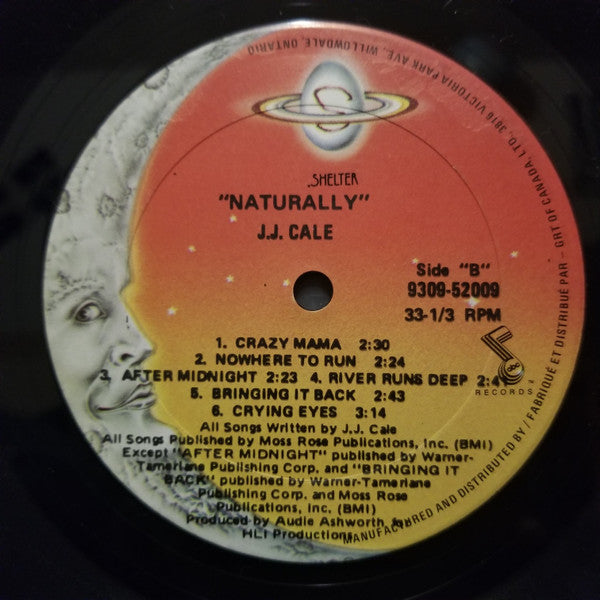 SHELTER
"NATURALLY"
J.J. CALE
Side "B"
9309-52009
33-1/3 RPM
1. CRAZY MAMA 2:30
2. NOWHERE TO RUN 2:24
3. AFTER MIDNIGHT 2:23 4. RIVER RUNS DEEP 2:41
5. BRINGING IT BACK 2:43
6. CRYING EYES 3:14
All Songs Written by J.J. Cale
All Songs Published by Moss Rose Publications, Inc. (BMI)
Except "AFTER MIDNIGHT" published by Warner-
Tamerlane Publishing Corp. and "BRINGING IT
BACK" published by Warner-Tamerlane
Publishing Corp. and Moss Rose
Publications, Inc. (BMI)
Produced by Audie Ashworth, for
HLI Productions
abc
RECORDS
MANUFACTURED AND DISTRIBUTED BY / FABRIQUÉ ET DISTRIBUÉ PAR – GRT OF CANADA, LTD., 3816 VICTORIA PARK AVE., WILLOWDALE, ONTARIO